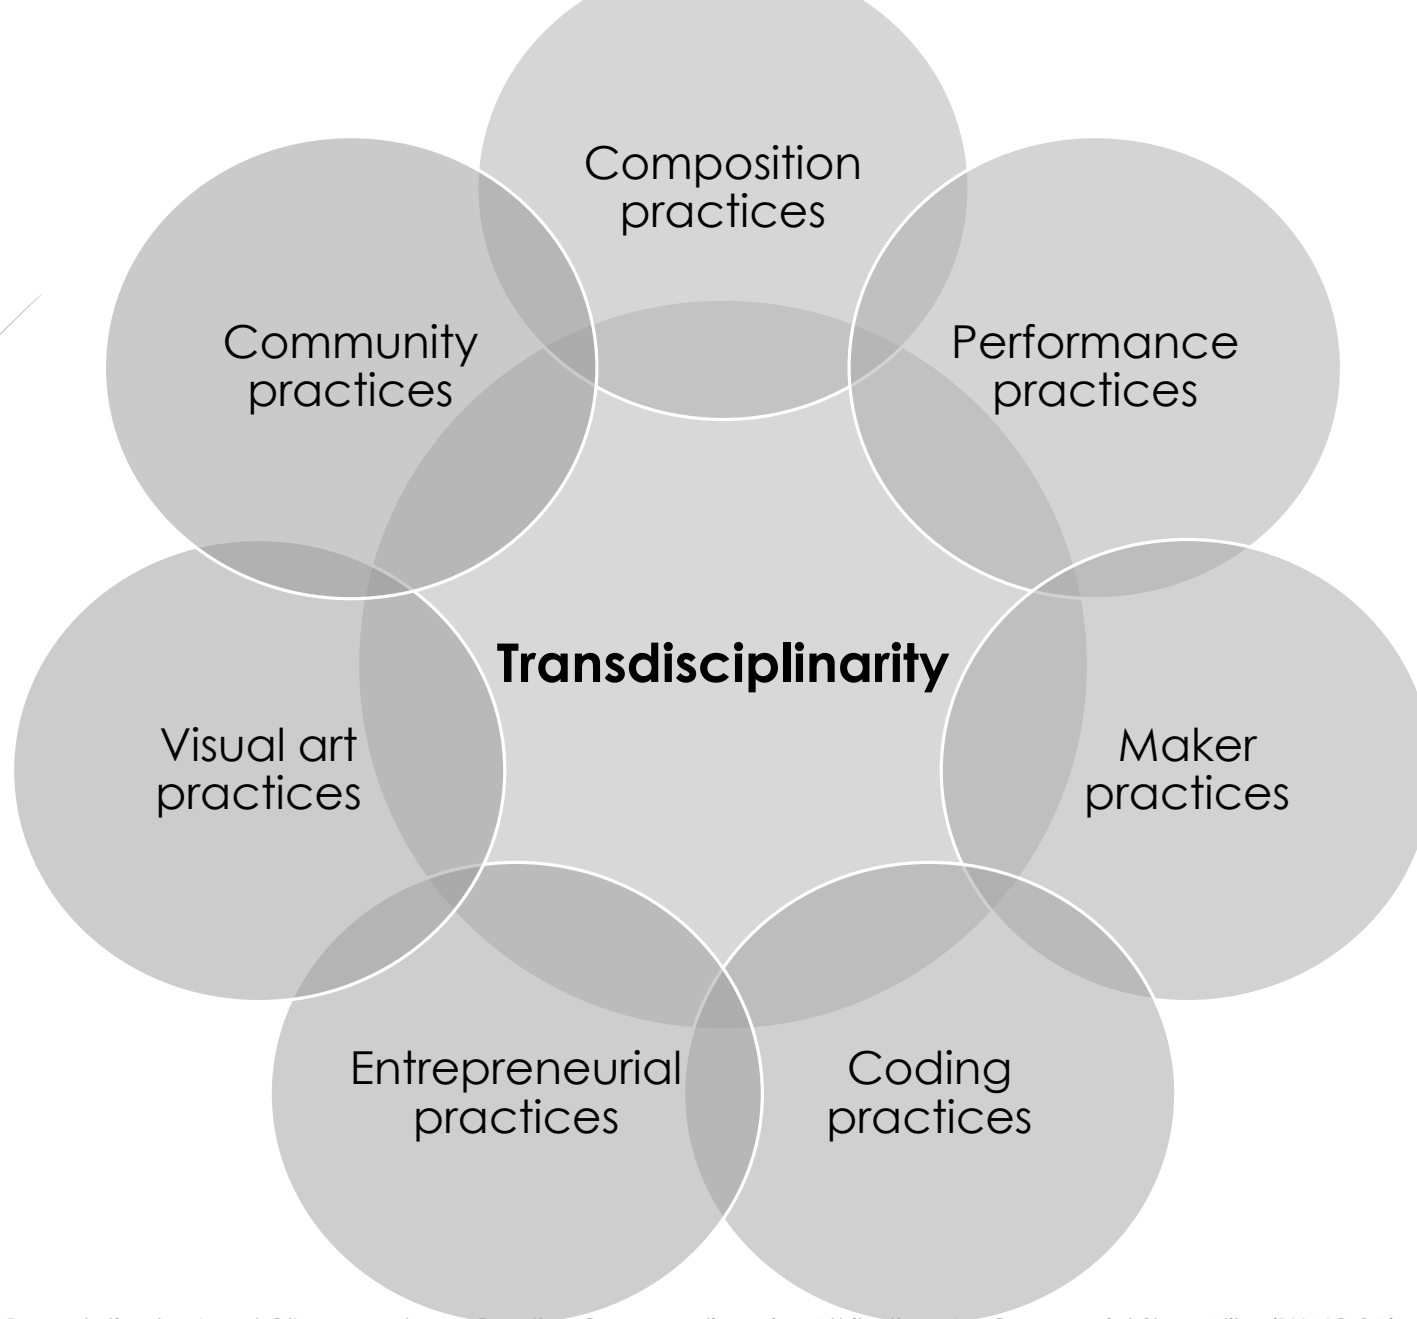 Composition
practices
Community
practices
Performance
practices
Transdisciplinarity
Visual art
practices
Maker
practices
Entrepreneurial
practices
Coding
practices